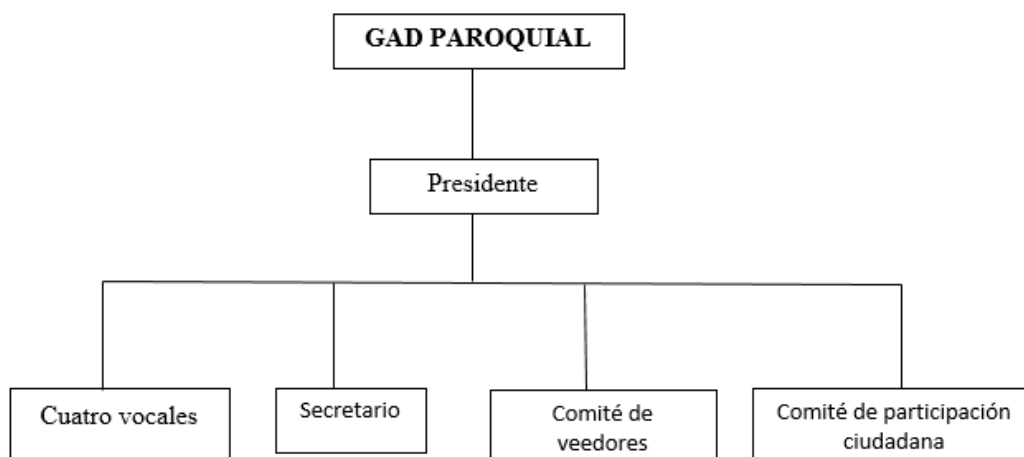 GAD PAROQUIAL
Presidente
Cuatro vocales
Secretario
Comité de
veedores
Comité de participación
ciudadana